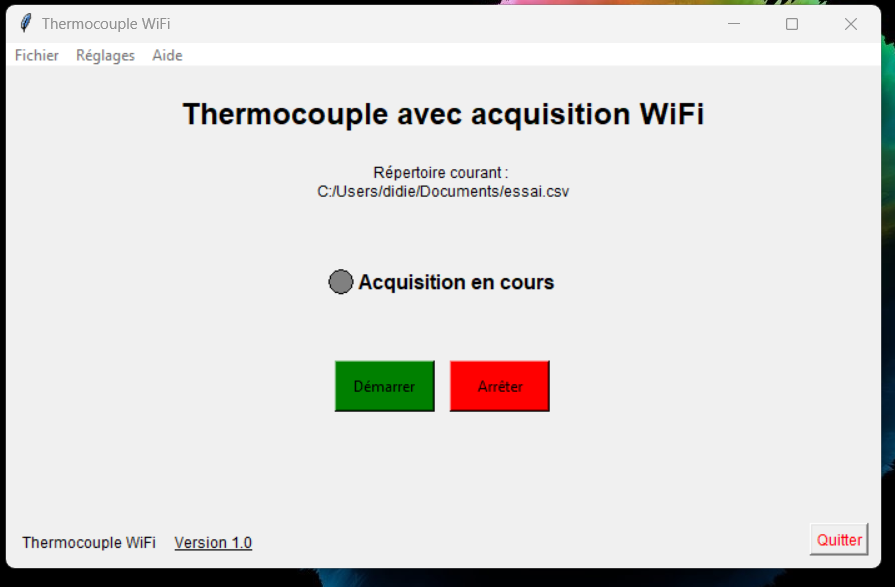 Thermocouple WiFi
Fichier Réglages Aide
Thermocouple avec acquisition WiFi
Répertoire courant :
C:/Users/didie/Documents/essai.csv
Acquisition en cours
Démarrer Arrêter
Thermocouple WiFi Version 1.0 Quitter